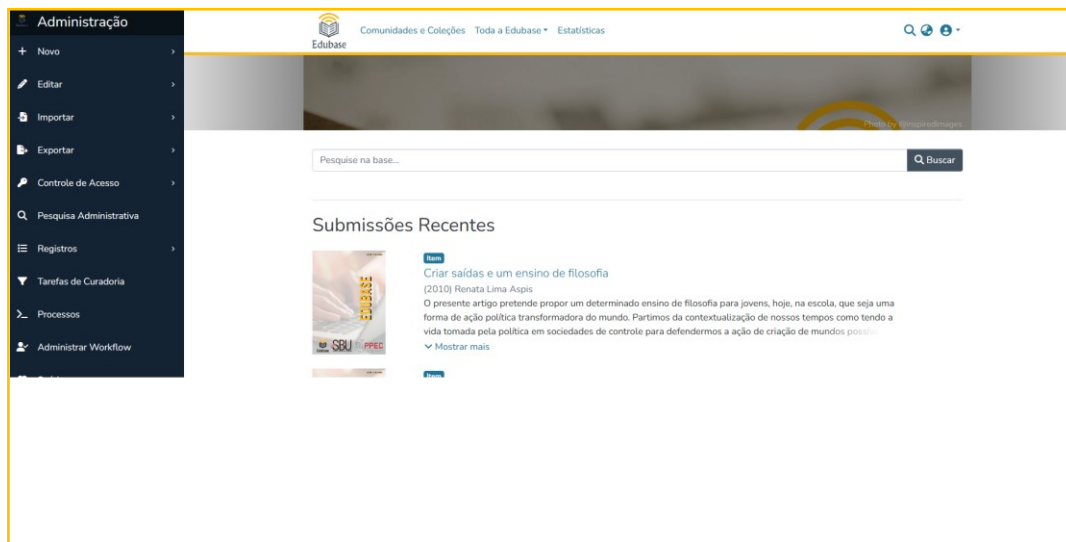 Administração
Novo
Editar
Importar
Exportar
Controle de Acesso
Pesquisa Administrativa
Registros
Tarefas de Curadoria
Processos
Administrar Workflow
Edubase
Comunidades e Coleções Toda a Edubase Estatísticas
Photo by @inspiredimages
Pesquise na base...
Buscar
Submissões Recentes
EDUBASE
SBU PPEC
Item
Criar saídas e um ensino de filosofia
(2010) Renata Lima Aspis
O presente artigo pretende propor um determinado ensino de filosofia para jovens, hoje, na escola, que seja uma
forma de ação política transformadora do mundo. Partimos da contextualização de nossos tempos como tendo a
vida tomada pela política em sociedades de controle para defendermos a ação de criação de mundos possív
Mostrar mais
Item